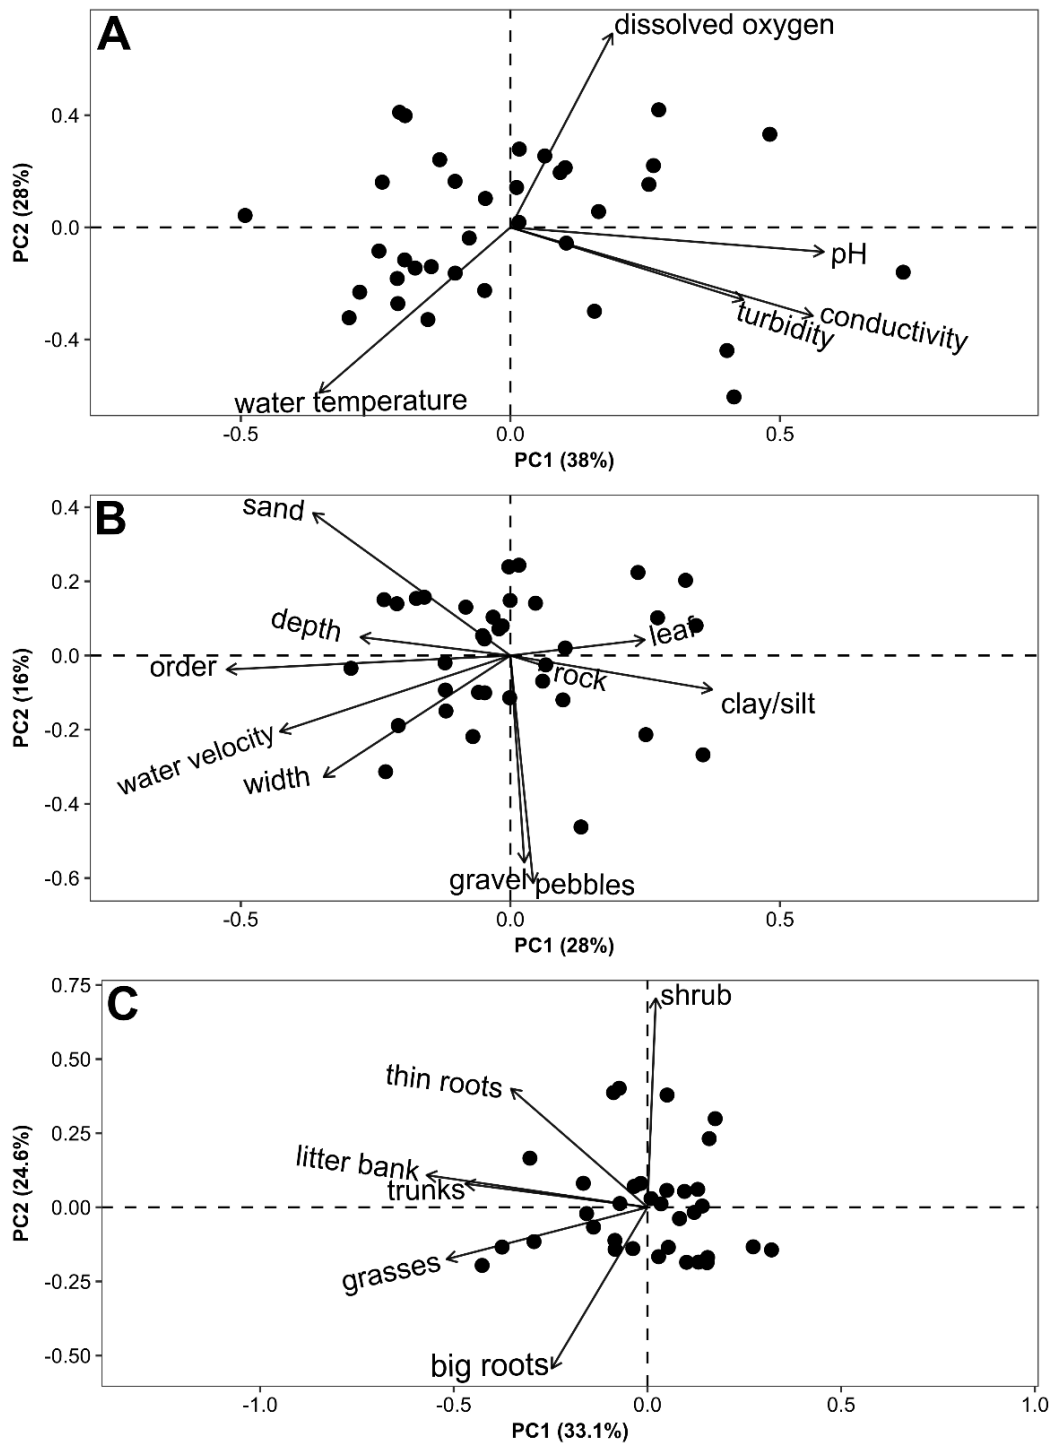 A
dissolved oxygen
0.4
PC2 (28%)
0.0
pH
-0.4
turbidity
conductivity
water temperature
-0.5
0.0
0.5
PC1 (38%)
B
0.4
sand
0.2
depth
leaf
PC2 (16%)
0.0
order
rock
clay/silt
-0.2
water velocity
width
-0.4
-0.6
gravel
pebbles
-0.5
0.0
0.5
PC1 (28%)
C
0.75
shrub
0.50
thin roots
0.25
PC2 (24.6%)
litter bank
trunks
0.00
grasses
-0.25
-0.50
big roots
-1.0
-0.5
0.0
0.5
1.0
PC1 (33.1%)